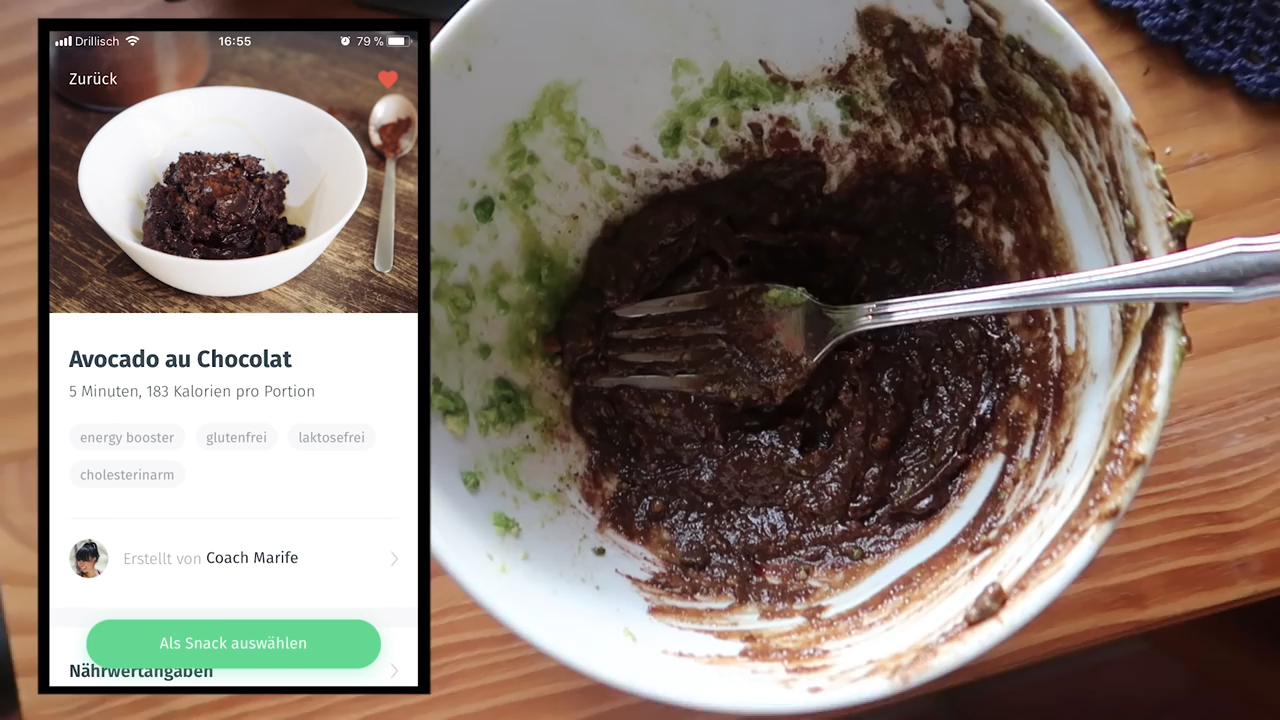 Drillisch 16:55 79 %
Zurück
Avocado au Chocolat
5 Minuten, 183 Kalorien pro Portion
energy booster glutenfrei laktosefrei
cholesterinarm
Erstellt von Coach Marife
Als Snack auswählen
Nährwertangaben